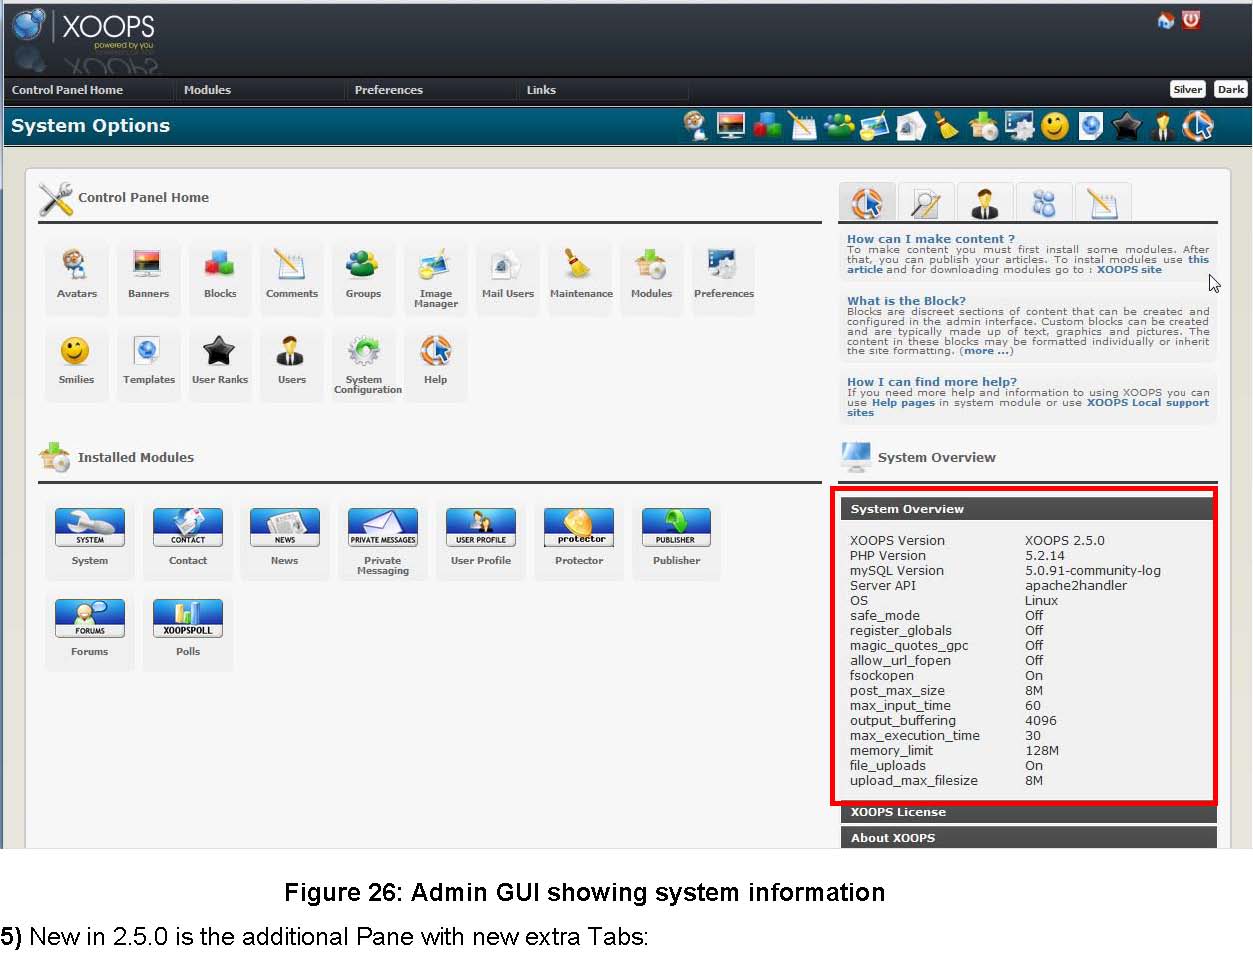 XOOPS
powered by you
Control Panel Home Modules Preferences Links Silver Dark
System Options
Control Panel Home
Avatars Banners Blocks Comments Groups Image Manager Mail Users Maintenance Modules Preferences
Smilies Templates User Ranks Users System Configuration Help
Installed Modules
SYSTEM CONTACT NEWS PRIVATE MESSAGES USER PROFILE protector PUBLISHER
System Contact News Private Messaging User Profile Protector Publisher
FORUMS XOOPSPOLL
Forums Polls
How can I make content ?
To make content you must first install some modules. After
that, you can publish your articles. To instal modules use this
article and for downloading modules go to : XOOPS site
What is the Block?
Blocks are discreet sections of content that can be created and
configured in the admin interface. Custom blocks can be created
and are typically made up of text, graphics and pictures. The
content in these blocks may be formatted individually or inherit
the site formatting. (more ...)
How I can find more help?
If you need more help and information to using XOOPS you can
use Help pages in system module or use XOOPS Local support
sites
System Overview
System Overview
XOOPS Version XOOPS 2.5.0
PHP Version 5.2.14
mySQL Version 5.0.91-community-log
Server API apache2handler
OS Linux
safe_mode Off
register_globals Off
magic_quotes_gpc Off
allow_url_fopen Off
fsockopen On
post_max_size 8M
max_input_time 60
output_buffering 4096
max_execution_time 30
memory_limit 128M
file_uploads On
upload_max_filesize 8M
XOOPS License
About XOOPS
Figure 26: Admin GUI showing system information
5) New in 2.5.0 is the additional Pane with new extra Tabs: